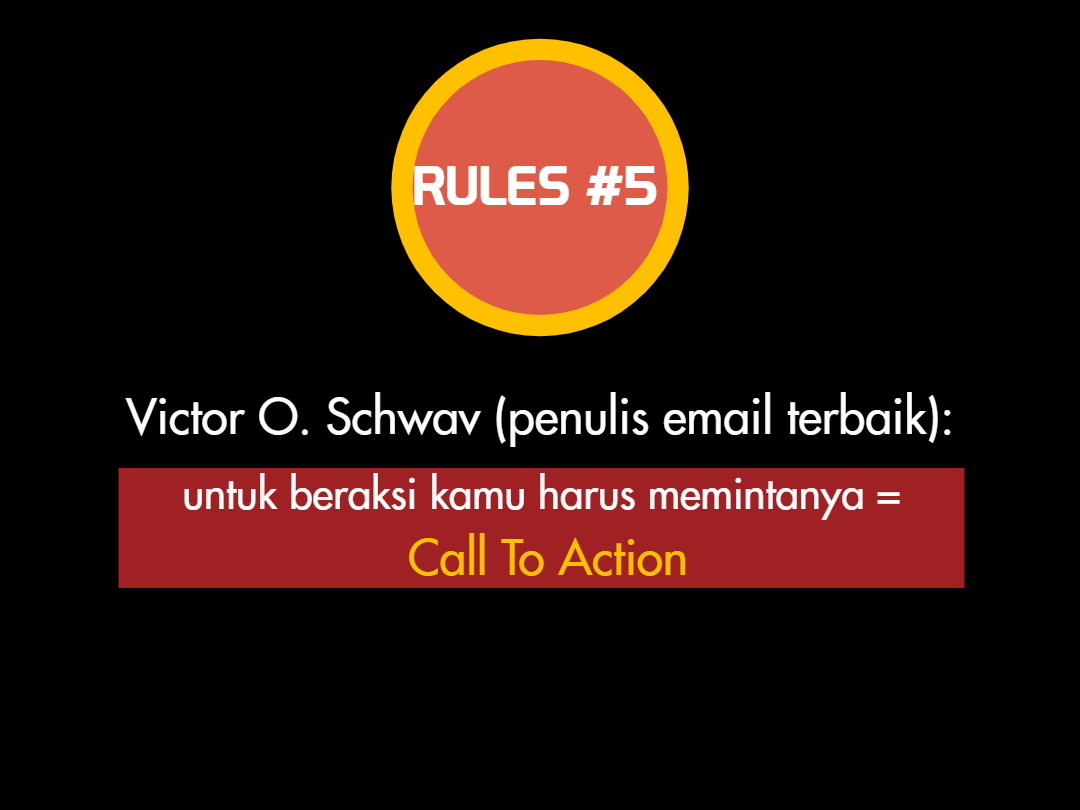 RULES #5
Victor O. Schwav (penulis email terbaik):
untuk beraksi kamu harus memintanya =
Call To Action